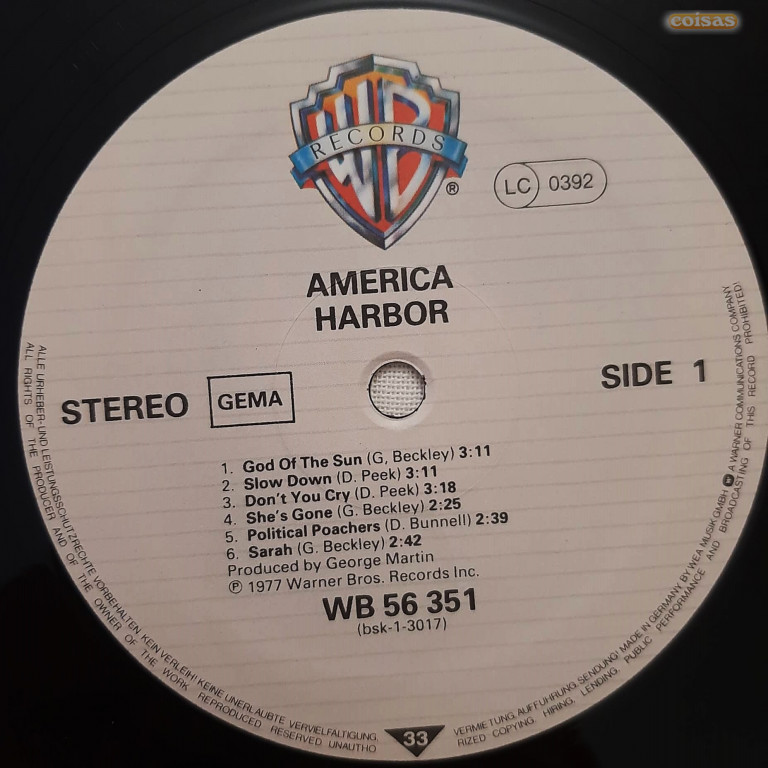 coisas
WB
RECORDS
®
LC 0392
AMERICA
HARBOR
STEREO GEMA
SIDE 1
1. God Of The Sun (G, Beckley) 3:11
2. Slow Down (D. Peek) 3:11
3. Don't You Cry (D. Peek) 3:18
4. She's Gone (G. Beckley) 2:25
5. Political Poachers (D. Bunnell) 2:39
6. Sarah (G. Beckley) 2:42
Produced by George Martin
℗ 1977 Warner Bros. Records Inc.
WB 56 351
(bsk-1-3017)
33
ALLE URHEBER- UND LEISTUNGSSCHUTZRECHTE VORBEHALTEN. KEIN VERLEIH! KEINE UNERLAUBTE VERVIELFÄLTIGUNG, VERMIETUNG, AUFFÜHRUNG, SENDUNG! MADE IN GERMANY BY WEA MUSIK GMBH A WARNER COMMUNICATIONS COMPANY
ALL RIGHTS OF THE PRODUCER AND OF THE OWNER OF THE WORK REPRODUCED RESERVED UNAUTHORIZED COPYING, HIRING, LENDING, PUBLIC PERFORMANCE AND BROADCASTING OF THIS RECORD PROHIBITED!